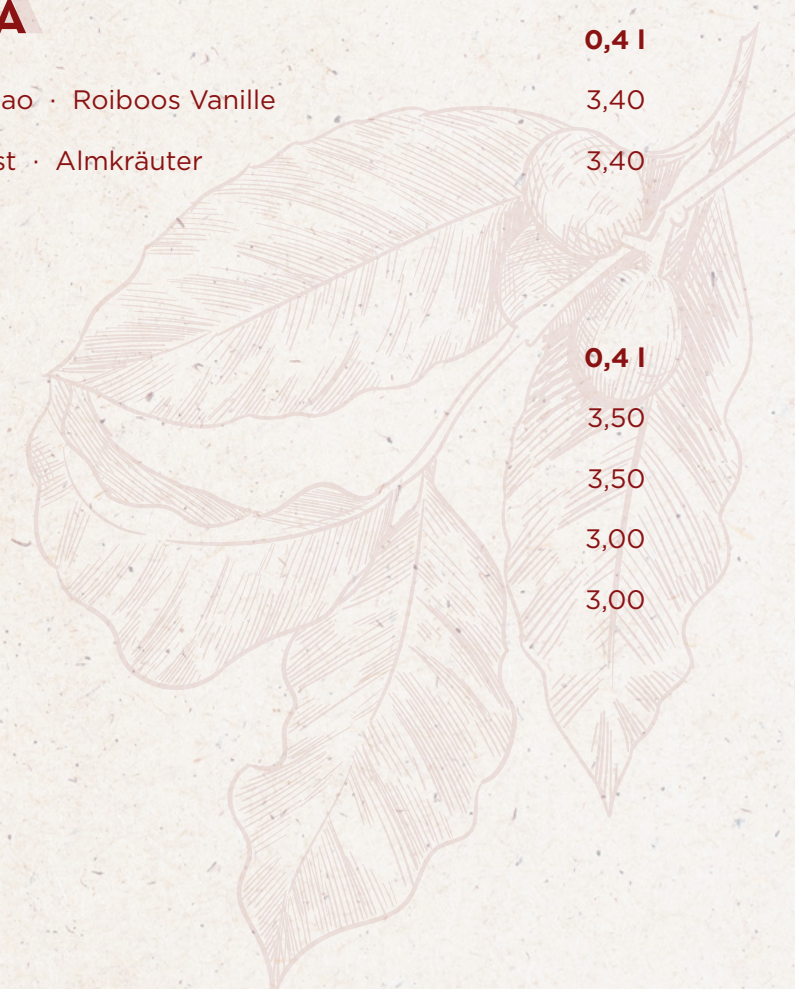 A 0,4 l
ao · Roiboos Vanille 3,40
st · Almkräuter 3,40
0,4 l
3,50
3,50
3,00
3,00